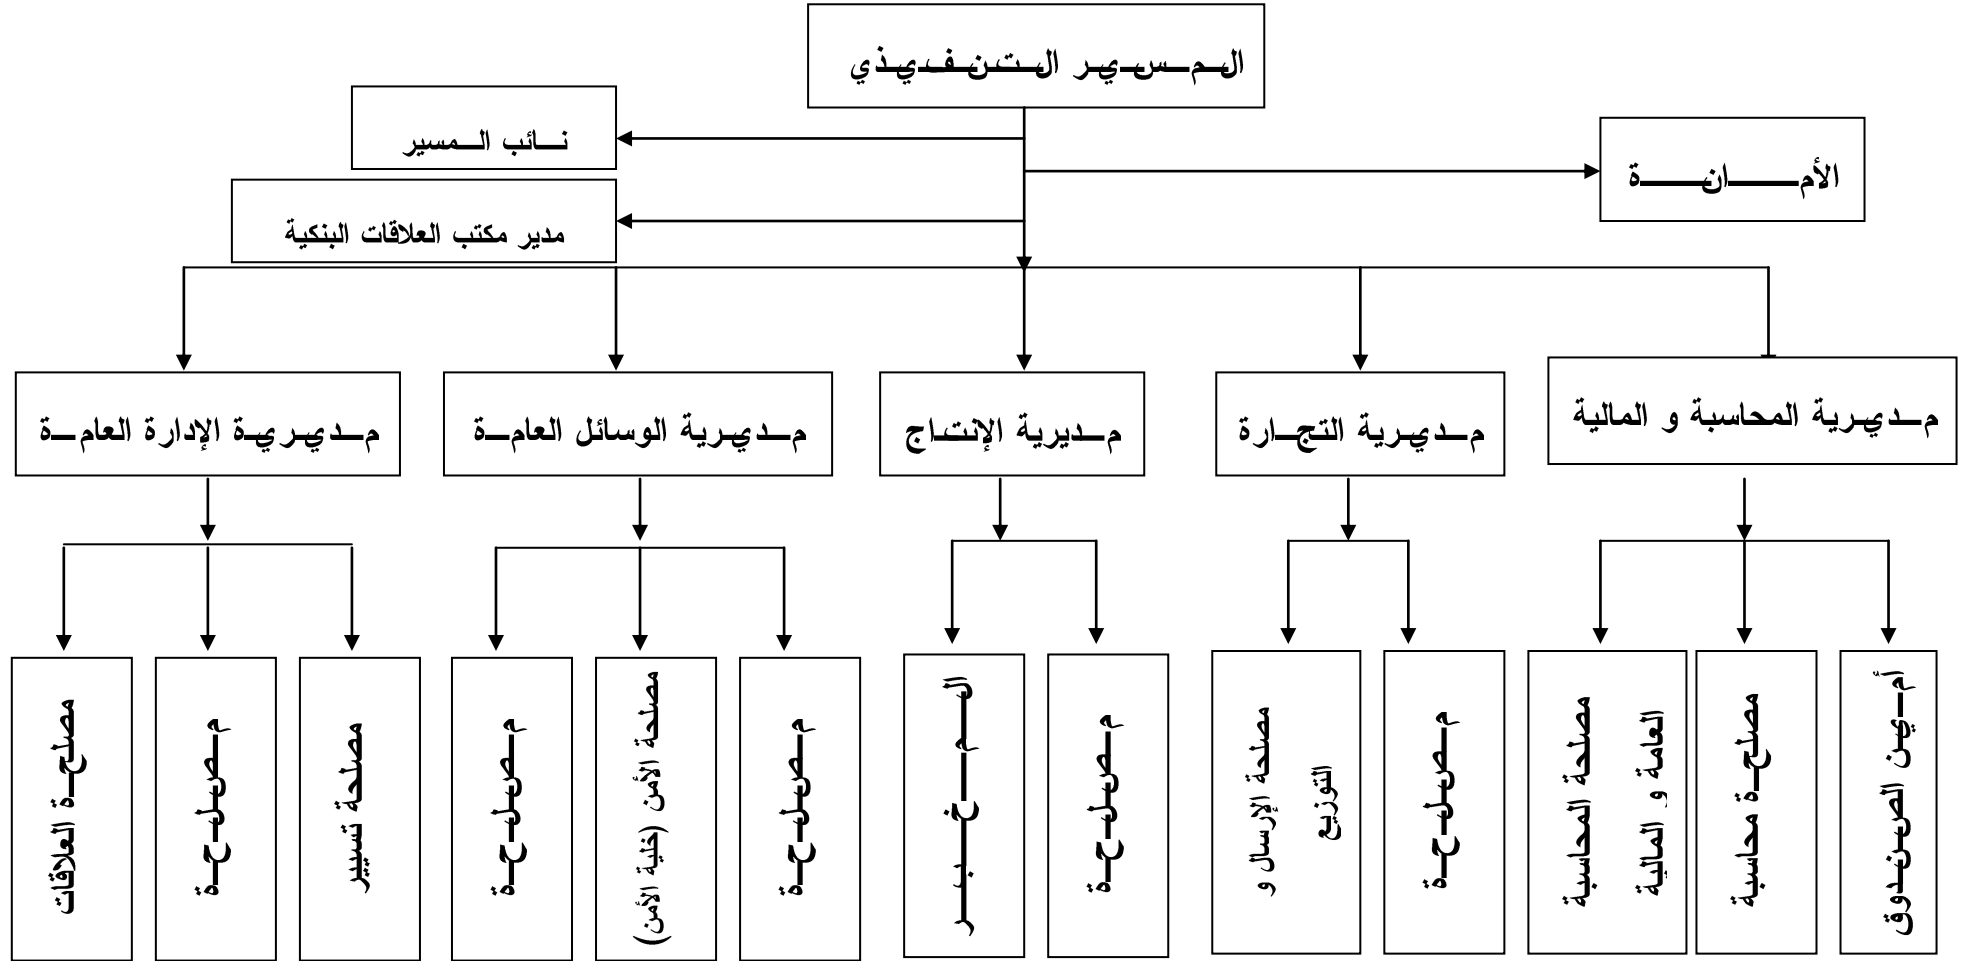 المسير التنفيذي
نائب المسير
الأمانة
مدير مكتب العلاقات البنكية
مديرية المحاسبة و المالية
مديرية التجارة
مديرية الإنتاج
مديرية الوسائل العامة
مديرية الإدارة العامة
أمين الصندوق
مصلحة محاسبة
مصلحة المحاسبة
العامة و المالية
مصلحة
مصلحة الإرسال و
التوزيع
مصلحة
المخبر
مصلحة
مصلحة الأمن (خلية الأمن)
مصلحة
مصلحة تسيير
مصلحة
مصلحة العلاقات